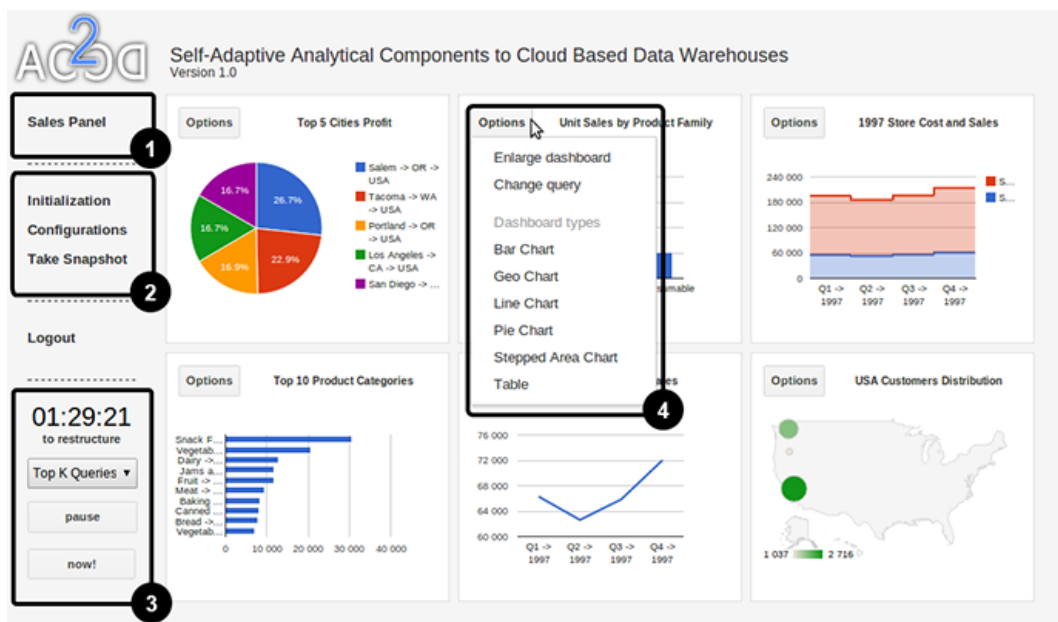 Self-Adaptive Analytical Components to Cloud Based Data Warehouses
Version 1.0
Sales Panel
1
Initialization
Configurations
Take Snapshot
2
Logout
01:29:21
to restructure
Top K Queries ▼
pause
now!
3
Options
Top 5 Cities Profit
16.7%
26.7%
16.7%
16.9%
22.9%
Salem -> OR ->
USA
Tacoma -> WA
-> USA
Portland -> OR
-> USA
Los Angeles ->
CA -> USA
San Diego -> ...
Options
Unit Sales by Product Family
Enlarge dashboard
Change query
Dashboard types
Bar Chart
Geo Chart
Line Chart
Pie Chart
Stepped Area Chart
Table
4
Options
1997 Store Cost and Sales
240 000
180 000
120 000
60 000
0
Q1 -> Q2 -> Q3 -> Q4 ->
1997 1997 1997 1997
S...
S...
Options
Top 10 Product Categories
Snack F...
Vegetab...
Dairy ->...
Jams a...
Fruit -> ...
Meat -> ...
Baking ...
Canned ...
Bread ->...
Vegetab...
0 10 000 20 000 30 000 40 000
76 000
72 000
68 000
64 000
60 000
Q1 -> Q2 -> Q3 -> Q4 ->
1997 1997 1997 1997
Options
USA Customers Distribution
1 037 2 716